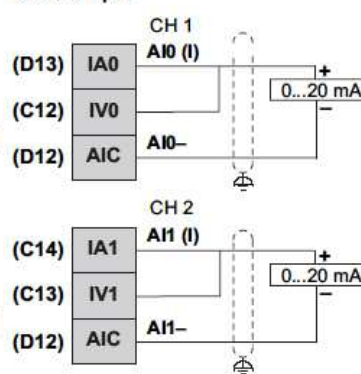 CH 1
(D13) IA0 AI0 (I)
+
0...20 mA
(C12) IV0
–
(D12) AIC AI0–
CH 2
(C14) IA1 AI1 (I)
+
0...20 mA
(C13) IV1
–
(D12) AIC AI1–